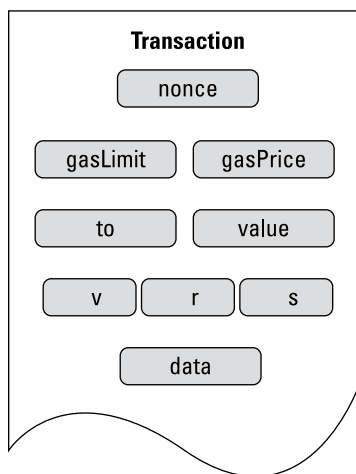 Transaction
nonce
gasLimit gasPrice
to value
v r s
data